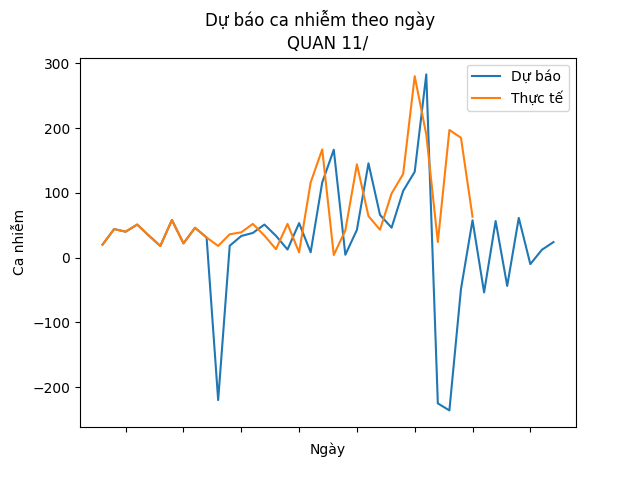 Dự báo ca nhiễm theo ngày
QUAN 11/
Dự báo
Thực tế
Ca nhiễm
300
200
100
0
−100
−200
Ngày